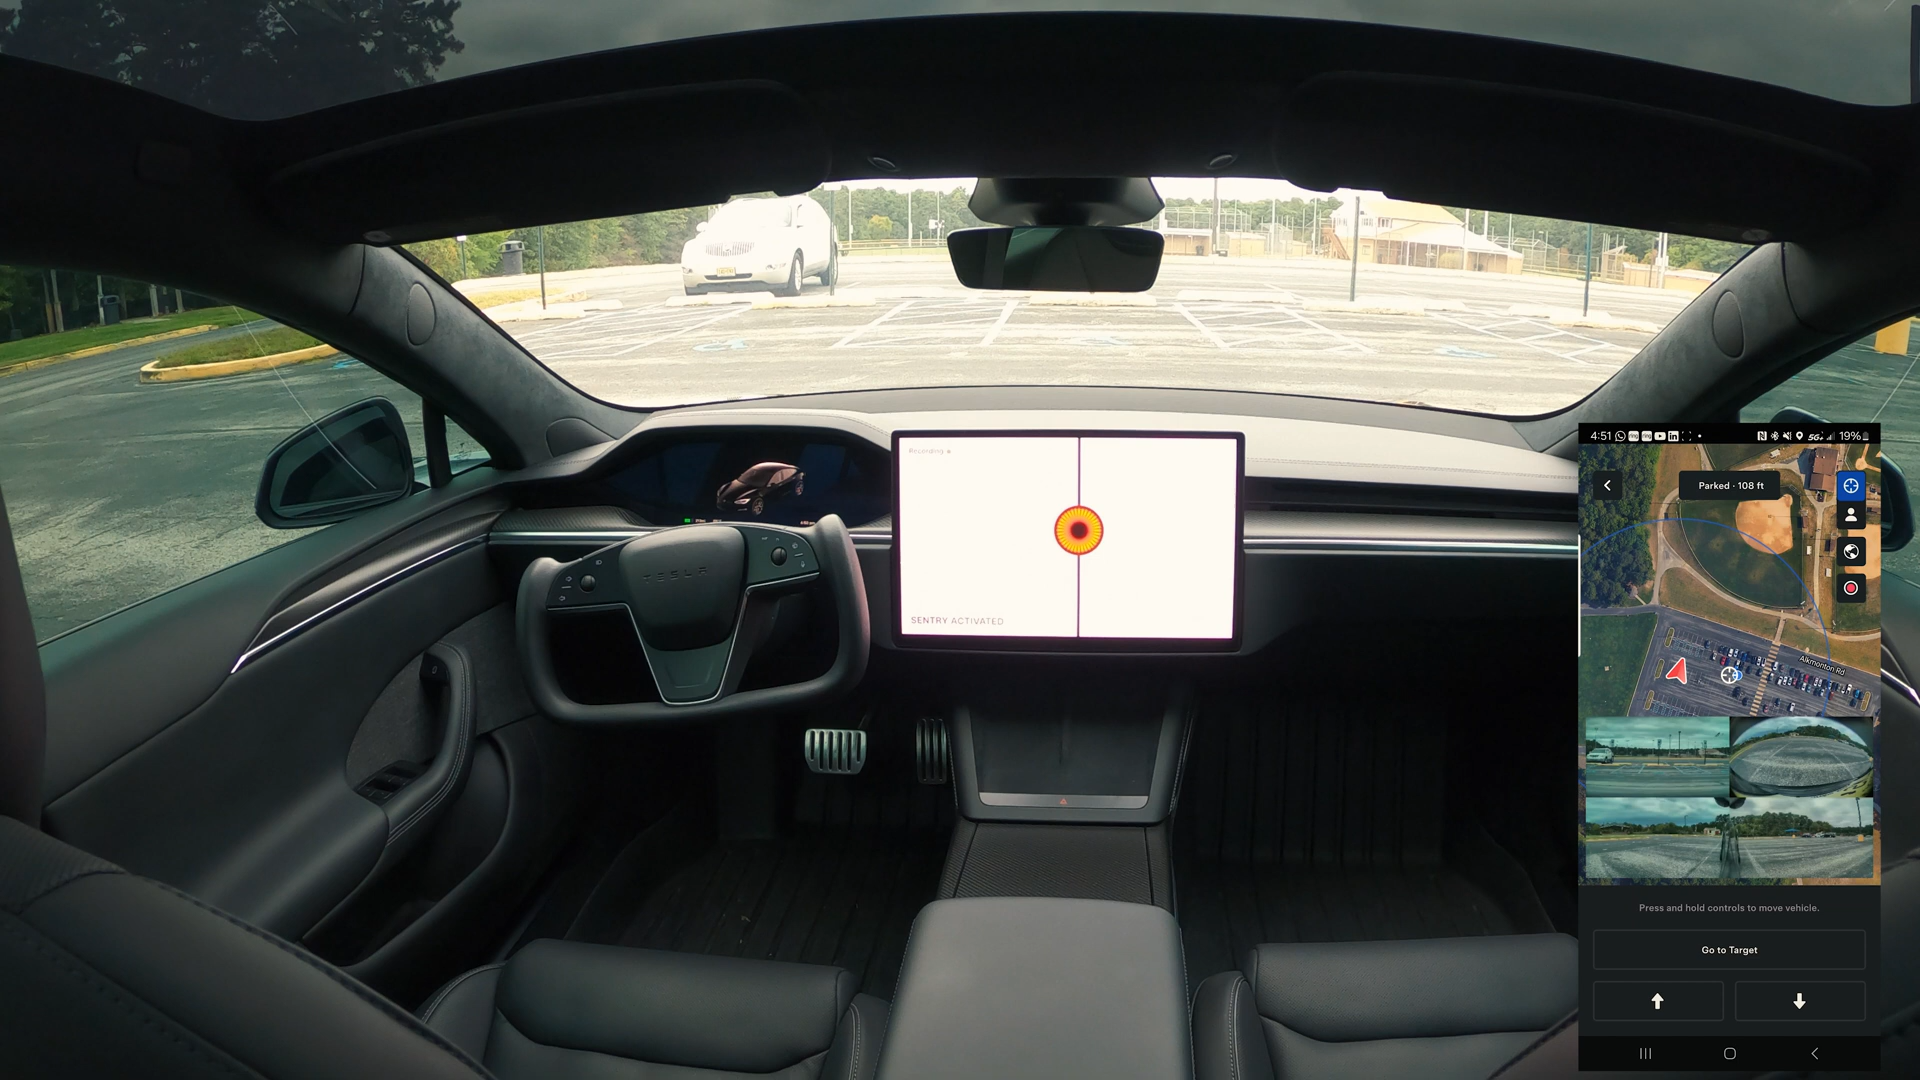 Recording
SENTRY ACTIVATED
TESLA
4:51
19%
Parked · 108 ft
Alkmonton Rd
Press and hold controls to move vehicle.
Go to Target